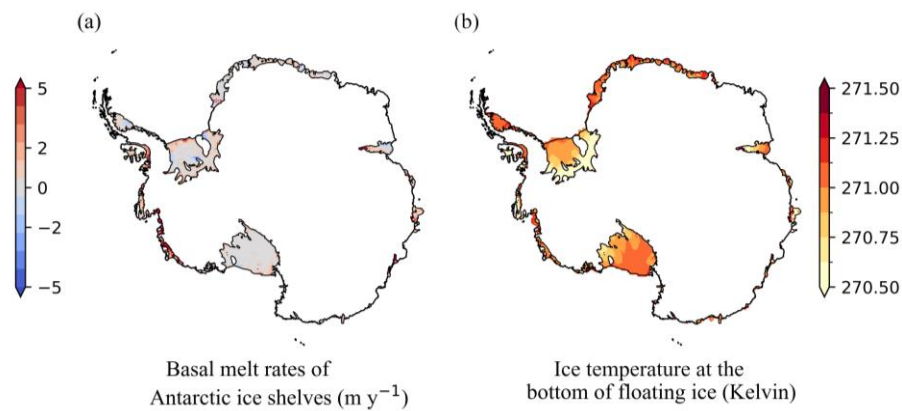 (a)
(b)
5
2
0
−2
−5
271.50
271.25
271.00
270.75
270.50
Basal melt rates of
Antarctic ice shelves (m y⁻¹)
Ice temperature at the
bottom of floating ice (Kelvin)